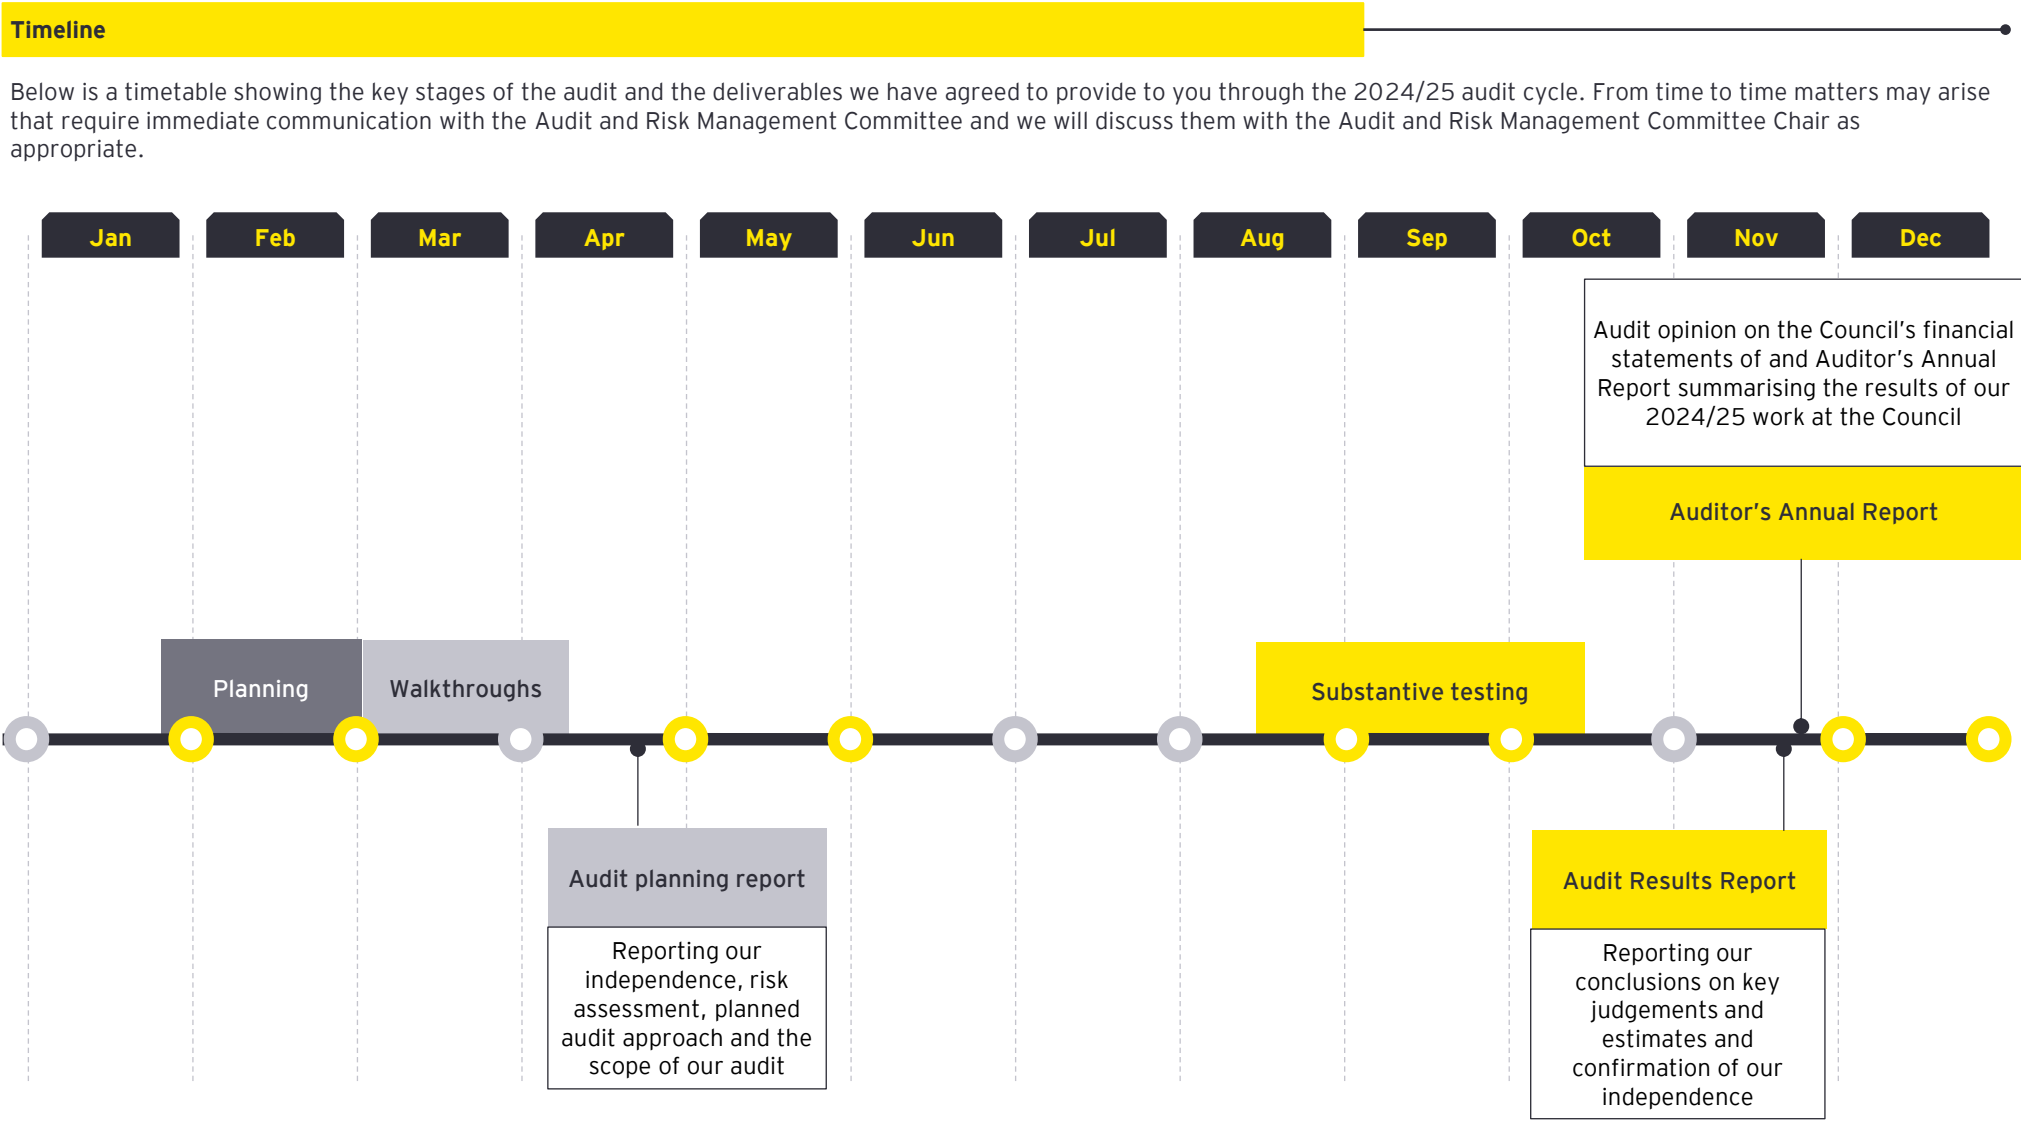 Timeline
Below is a timetable showing the key stages of the audit and the deliverables we have agreed to provide to you through the 2024/25 audit cycle. From time to time matters may arise
that require immediate communication with the Audit and Risk Management Committee and we will discuss them with the Audit and Risk Management Committee Chair as
appropriate.
Jan
Feb
Mar
Apr
May
Jun
Jul
Aug
Sep
Oct
Nov
Dec
Audit opinion on the Council’s financial
statements of and Auditor’s Annual
Report summarising the results of our
2024/25 work at the Council
Auditor’s Annual Report
Planning
Walkthroughs
Substantive testing
Audit planning report
Reporting our
independence, risk
assessment, planned
audit approach and the
scope of our audit
Audit Results Report
Reporting our
conclusions on key
judgements and
estimates and
confirmation of our
independence